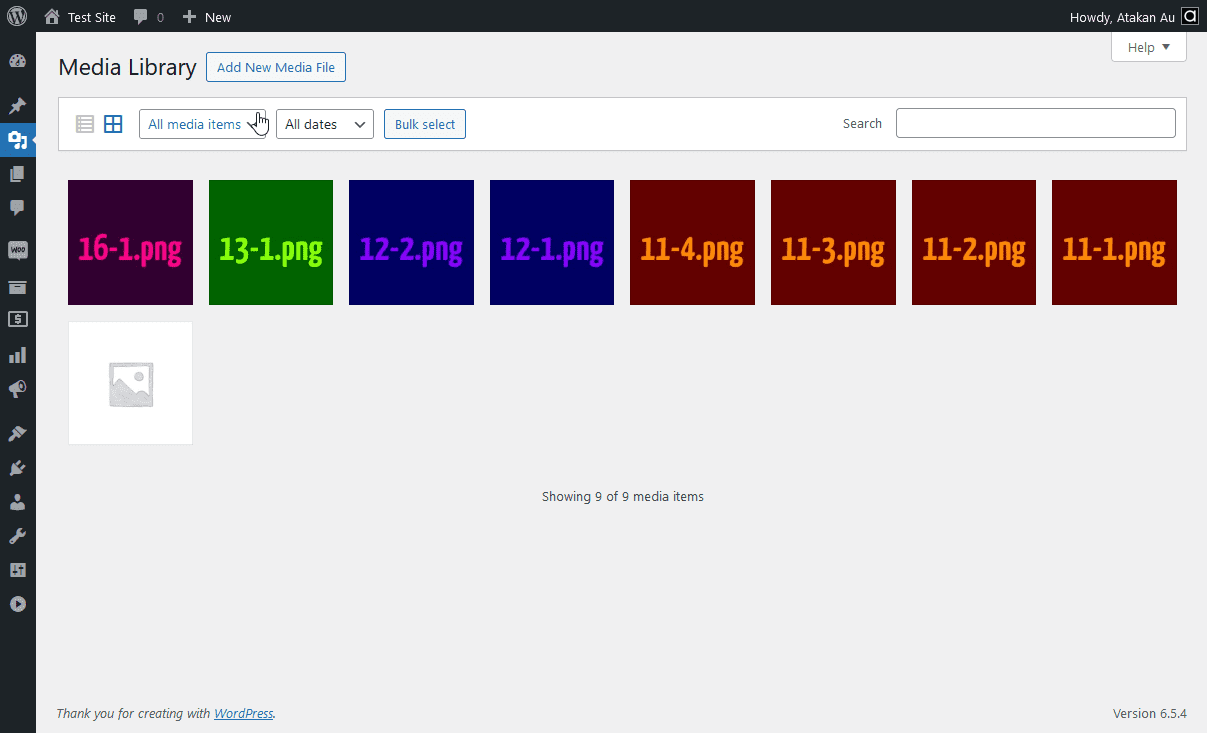 Test Site 0 New Howdy, Atakan Au
Help
Media Library Add New Media File
All media items All dates Bulk select Search
16-1.png 13-1.png 12-2.png 12-1.png 11-4.png 11-3.png 11-2.png 11-1.png
WOO
Showing 9 of 9 media items
Thank you for creating with WordPress. Version 6.5.4